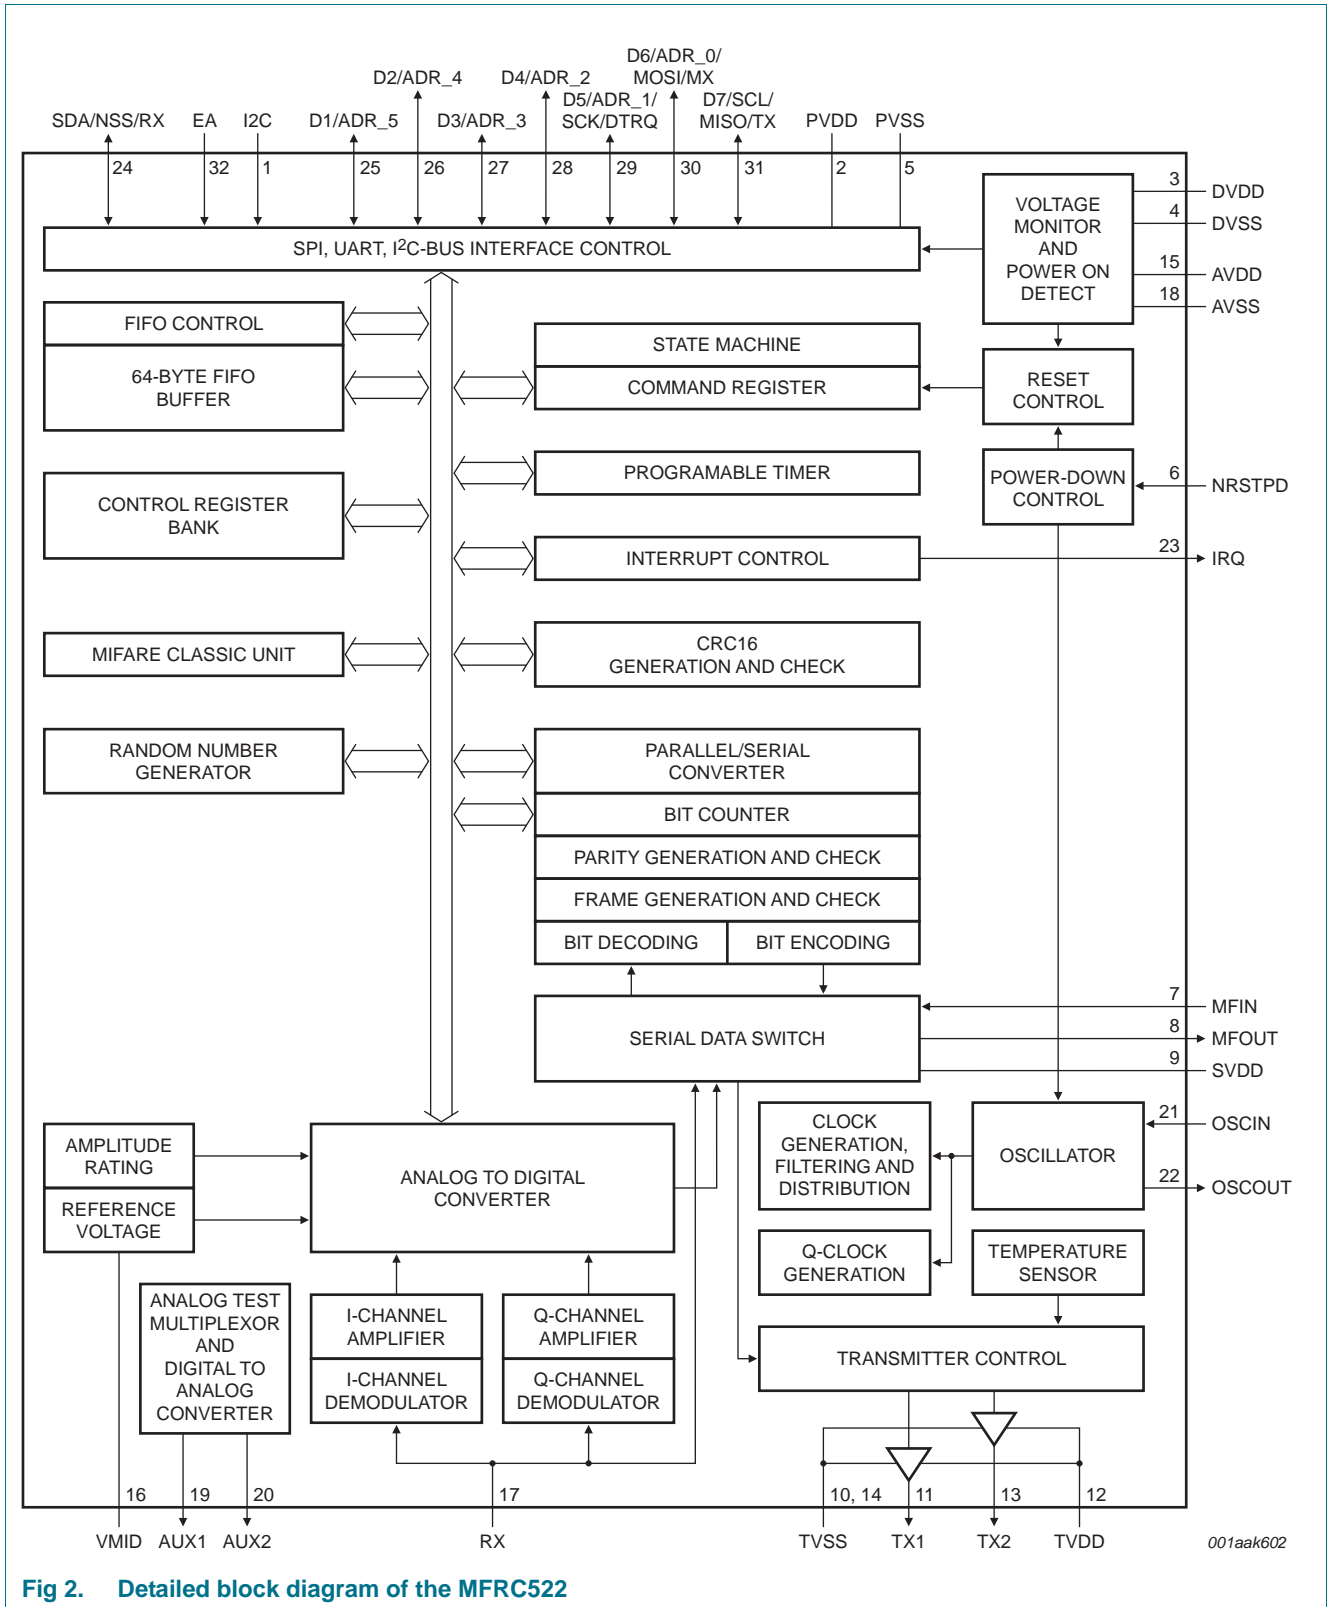 D6/ADR_0/
MOSI/MX
D2/ADR_4
D4/ADR_2
D5/ADR_1/
SCK/DTRQ
D7/SCL/
MISO/TX
SDA/NSS/RX
EA
I2C
D1/ADR_5
D3/ADR_3
PVDD
PVSS
24
32
1
25
26
27
28
29
30
31
2
5
VOLTAGE
MONITOR
AND
POWER ON
DETECT
3
DVDD
4
DVSS
15
AVDD
18
AVSS
SPI, UART, I2C-BUS INTERFACE CONTROL
FIFO CONTROL
64-BYTE FIFO
BUFFER
STATE MACHINE
COMMAND REGISTER
RESET
CONTROL
CONTROL REGISTER
BANK
PROGRAMABLE TIMER
POWER-DOWN
CONTROL
6
NRSTPD
INTERRUPT CONTROL
23
IRQ
MIFARE CLASSIC UNIT
CRC16
GENERATION AND CHECK
RANDOM NUMBER
GENERATOR
PARALLEL/SERIAL
CONVERTER
BIT COUNTER
PARITY GENERATION AND CHECK
FRAME GENERATION AND CHECK
BIT DECODING
BIT ENCODING
SERIAL DATA SWITCH
7
MFIN
8
MFOUT
9
SVDD
AMPLITUDE
RATING
REFERENCE
VOLTAGE
ANALOG TO DIGITAL
CONVERTER
CLOCK
GENERATION,
FILTERING AND
DISTRIBUTION
OSCILLATOR
21
OSCIN
22
OSCOUT
Q-CLOCK
GENERATION
TEMPERATURE
SENSOR
ANALOG TEST
MULTIPLEXOR
AND
DIGITAL TO
ANALOG
CONVERTER
I-CHANNEL
AMPLIFIER
I-CHANNEL
DEMODULATOR
Q-CHANNEL
AMPLIFIER
Q-CHANNEL
DEMODULATOR
TRANSMITTER CONTROL
16
19
20
17
10, 14
11
13
12
VMID
AUX1
AUX2
RX
TVSS
TX1
TX2
TVDD
001aak602
Fig 2. Detailed block diagram of the MFRC522